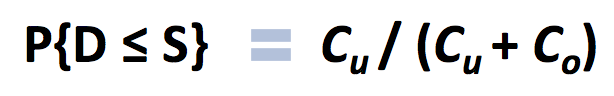 P{D ≤ S} = Cᵤ / (Cᵤ + Cₒ)